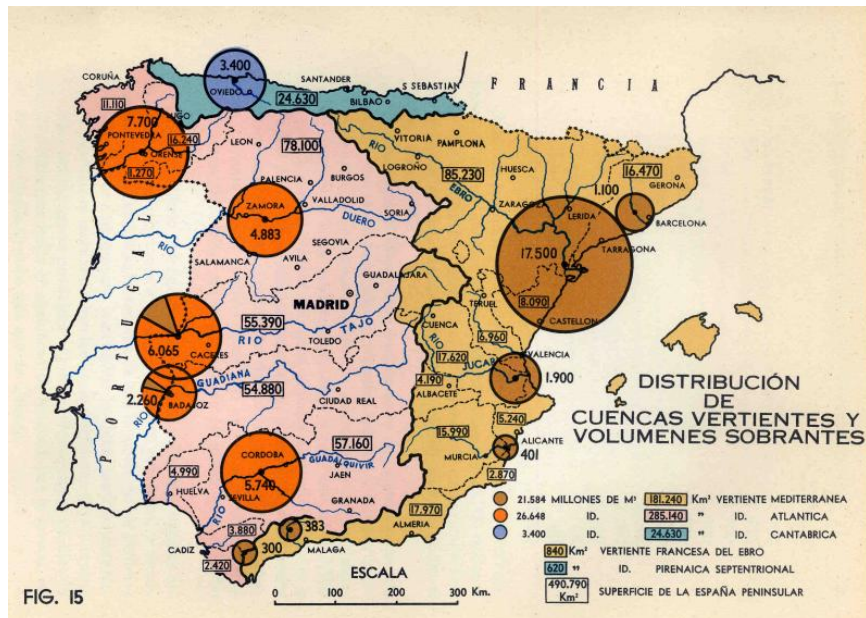 CORUÑA
3.400
OVIEDO
SANTANDER
S. SEBASTIAN
FRANCIA
24.630
BILBAO
11.110
LUGO
7.700
PONTEVEDRA
16.240
ORENSE
1.270
LEON
78.100
VITORIA
PAMPLONA
RIO
LOGROÑO
85.230
EBRO
HUESCA
16.470
GERONA
PALENCIA
BURGOS
1.100
ZAMORA
VALLADOLID
SORIA
ZARAGOZA
LERIDA
BARCELONA
4.883
DUERO
RIO
TARRAGONA
SEGOVIA
17.500
SALAMANCA
AVILA
GUADALAJARA
PORTUGAL
MADRID
TERUEL
8.090
CASTELLON
55.390
CUENCA
RIO
TAJO
RIO
6.960
6.065
CACERES
TOLEDO
17.620
JUCAR
VALENCIA
2.260
GUADIANA
54.880
4.190
1.900
BADAJOZ
CIUDAD REAL
ALBACETE
RIO
DISTRIBUCIÓN
DE
CUENCAS VERTIENTES Y
VOLUMENES SOBRANTES
5.240
57.160
15.990
ALICANTE
401
CORDOBA
GUADALQUIVIR
MURCIA
4.990
5.740
JAEN
2.870
HUELVA
SEVILLA
RIO
GRANADA
17.970
3.880
383
ALMERIA
CADIZ
300
MALAGA
2.420
21.584 MILLONES DE M³ 181.240 Km² VERTIENTE MEDITERRANEA
26.648 ID. 285.140 " ID. ATLANTICA
3.400 ID. 24.630 " ID. CANTABRICA
840 Km² VERTIENTE FRANCESA DEL EBRO
620 " ID. PIRENAICA SEPTENTRIONAL
490.790 Km² SUPERFICIE DE LA ESPAÑA PENINSULAR
ESCALA
0 100 200 300 Km.
FIG. 15